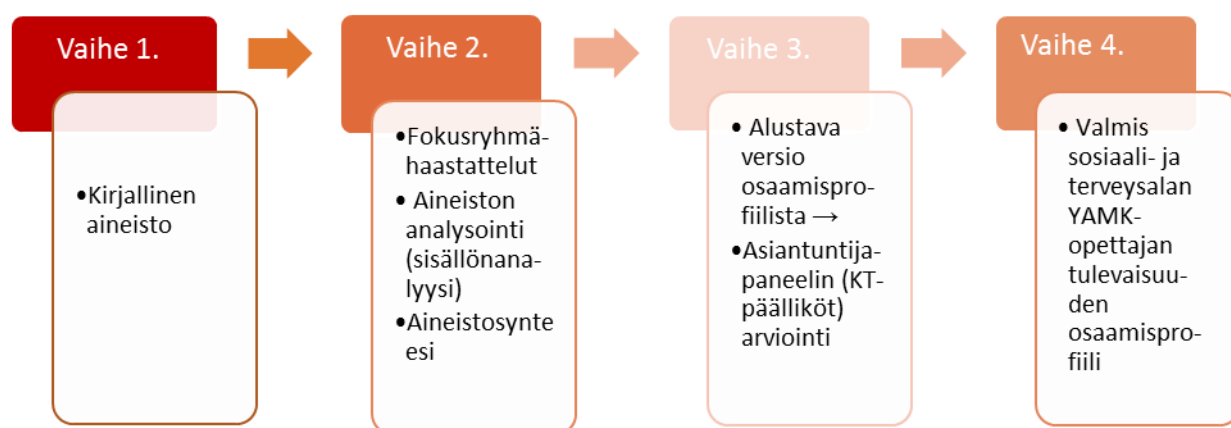 Vaihe 1.
•Kirjallinen
aineisto
Vaihe 2.
•Fokusryhmä-
haastattelut
• Aineiston
analysointi
(sisällönana-
lyysi)
•Aineistosynte
esi
Vaihe 3.
• Alustava
versio
osaamispro-
fiilista →
•Asiantuntija-
paneelin (KT-
päälliköt)
arviointi
Vaihe 4.
• Valmis
sosiaali- ja
terveysalan
YAMK-
opettajan
tulevaisuu-
den
osaamispro-
fiili